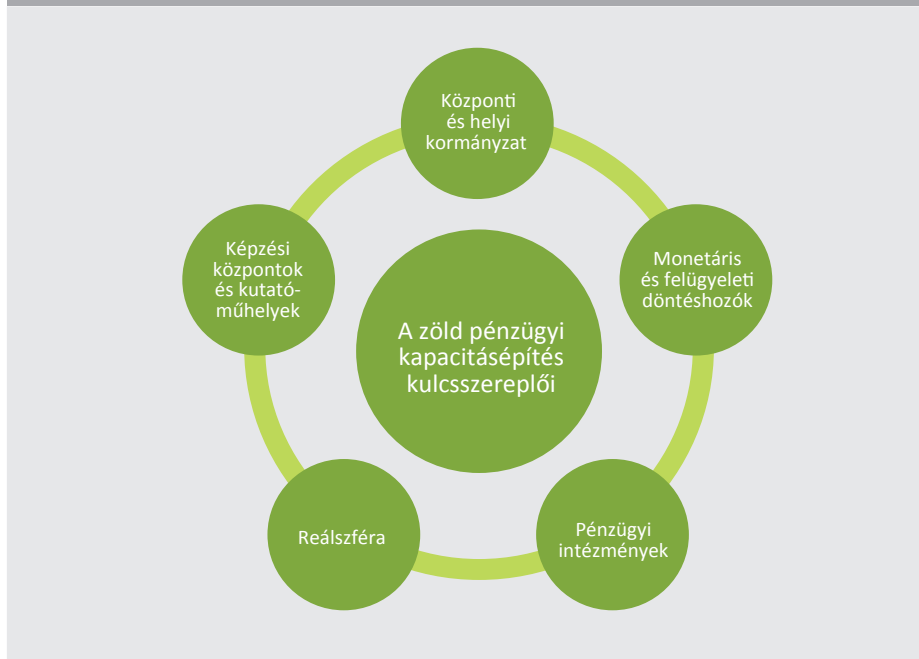 Központi
és helyi
kormányzat
Monetáris
és felügyeleti
döntéshozók
Pénzügyi
intézmények
Reálszféra
Képzési
központok
és kutató-
műhelyek
A zöld pénzügyi
kapacitásépítés
kulcsszereplői